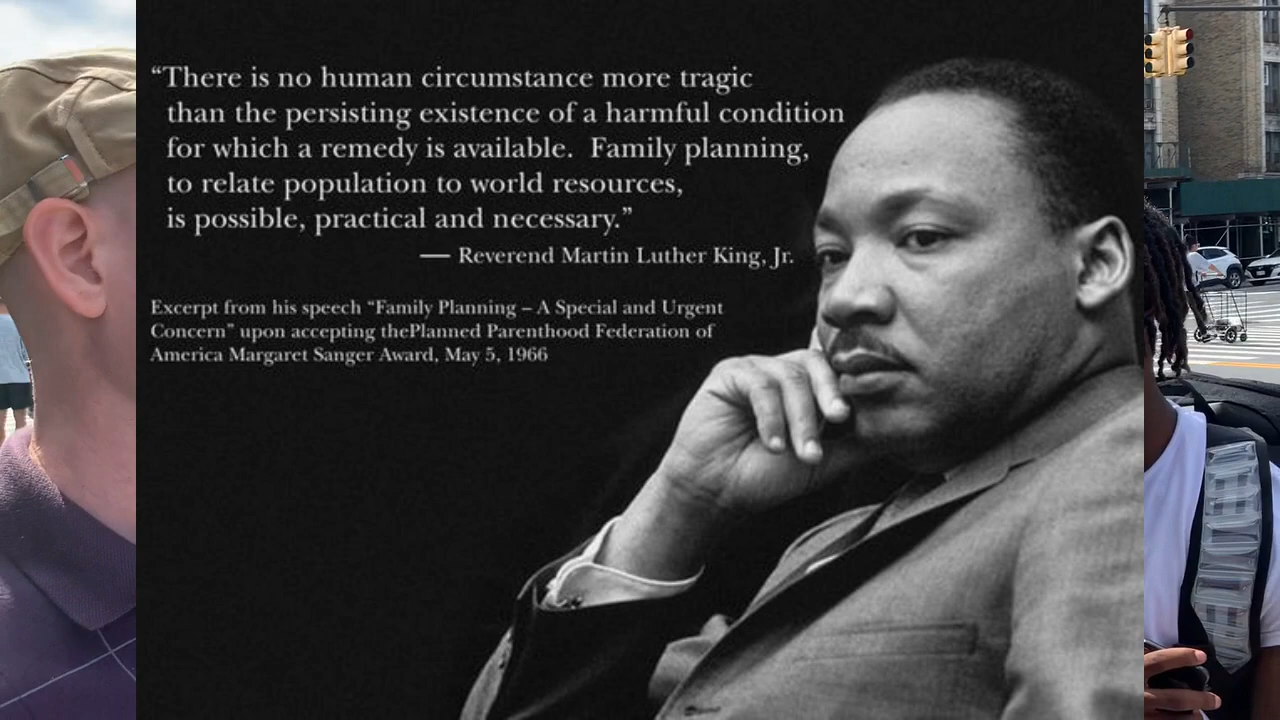 “There is no human circumstance more tragic
than the persisting existence of a harmful condition
for which a remedy is available.  Family planning,
to relate population to world resources,
is possible, practical and necessary.”
— Reverend Martin Luther King, Jr.
Excerpt from his speech “Family Planning – A Special and Urgent
Concern” upon accepting thePlanned Parenthood Federation of
America Margaret Sanger Award, May 5, 1966